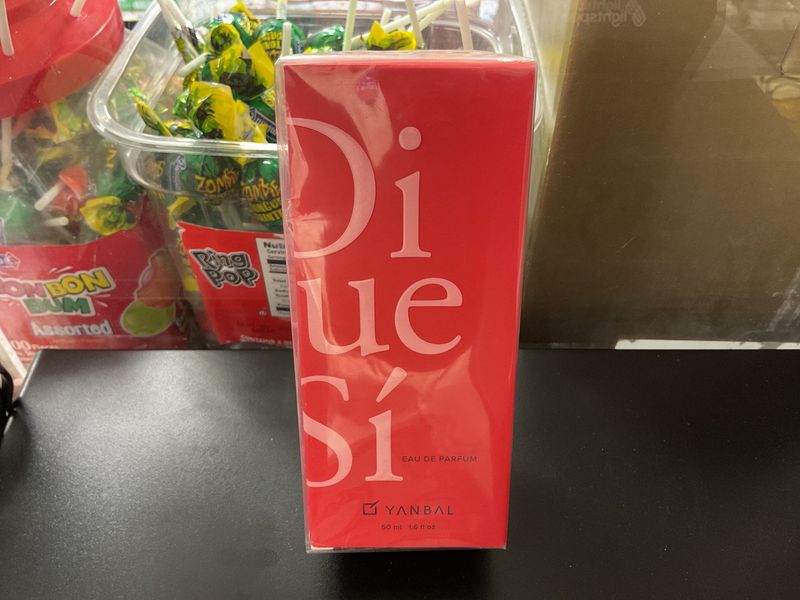 Di
ue
Sí
EAU DE PARFUM
YANBAL
50 ml 1.6 fl oz
ZOMBIE
Ring
POP
BON
BUM
Assorted
lightspeed